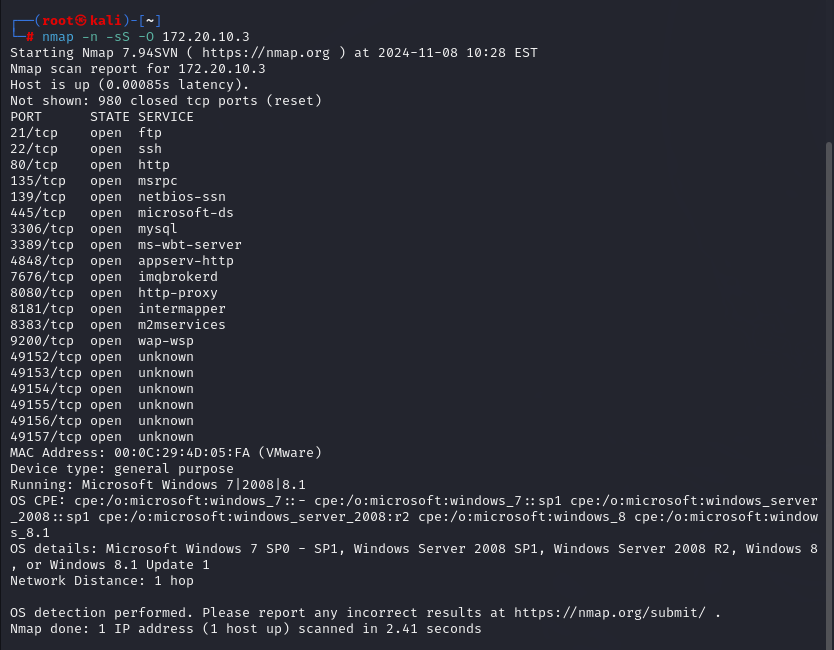 ┌──(root㉿kali)-[~]
└─# nmap -n -sS -O 172.20.10.3
Starting Nmap 7.94SVN ( https://nmap.org ) at 2024-11-08 10:28 EST
Nmap scan report for 172.20.10.3
Host is up (0.00085s latency).
Not shown: 980 closed tcp ports (reset)
PORT      STATE SERVICE
21/tcp    open  ftp
22/tcp    open  ssh
80/tcp    open  http
135/tcp   open  msrpc
139/tcp   open  netbios-ssn
445/tcp   open  microsoft-ds
3306/tcp  open  mysql
3389/tcp  open  ms-wbt-server
4848/tcp  open  appserv-http
7676/tcp  open  imqbrokerd
8080/tcp  open  http-proxy
8181/tcp  open  intermapper
8383/tcp  open  m2mservices
9200/tcp  open  wap-wsp
49152/tcp open  unknown
49153/tcp open  unknown
49154/tcp open  unknown
49155/tcp open  unknown
49156/tcp open  unknown
49157/tcp open  unknown
MAC Address: 00:0C:29:4D:05:FA (VMware)
Device type: general purpose
Running: Microsoft Windows 7|2008|8.1
OS CPE: cpe:/o:microsoft:windows_7::- cpe:/o:microsoft:windows_7::sp1 cpe:/o:microsoft:windows_server
_2008::sp1 cpe:/o:microsoft:windows_server_2008:r2 cpe:/o:microsoft:windows_8 cpe:/o:microsoft:window
s_8.1
OS details: Microsoft Windows 7 SP0 - SP1, Windows Server 2008 SP1, Windows Server 2008 R2, Windows 8
, or Windows 8.1 Update 1
Network Distance: 1 hop

OS detection performed. Please report any incorrect results at https://nmap.org/submit/ .
Nmap done: 1 IP address (1 host up) scanned in 2.41 seconds